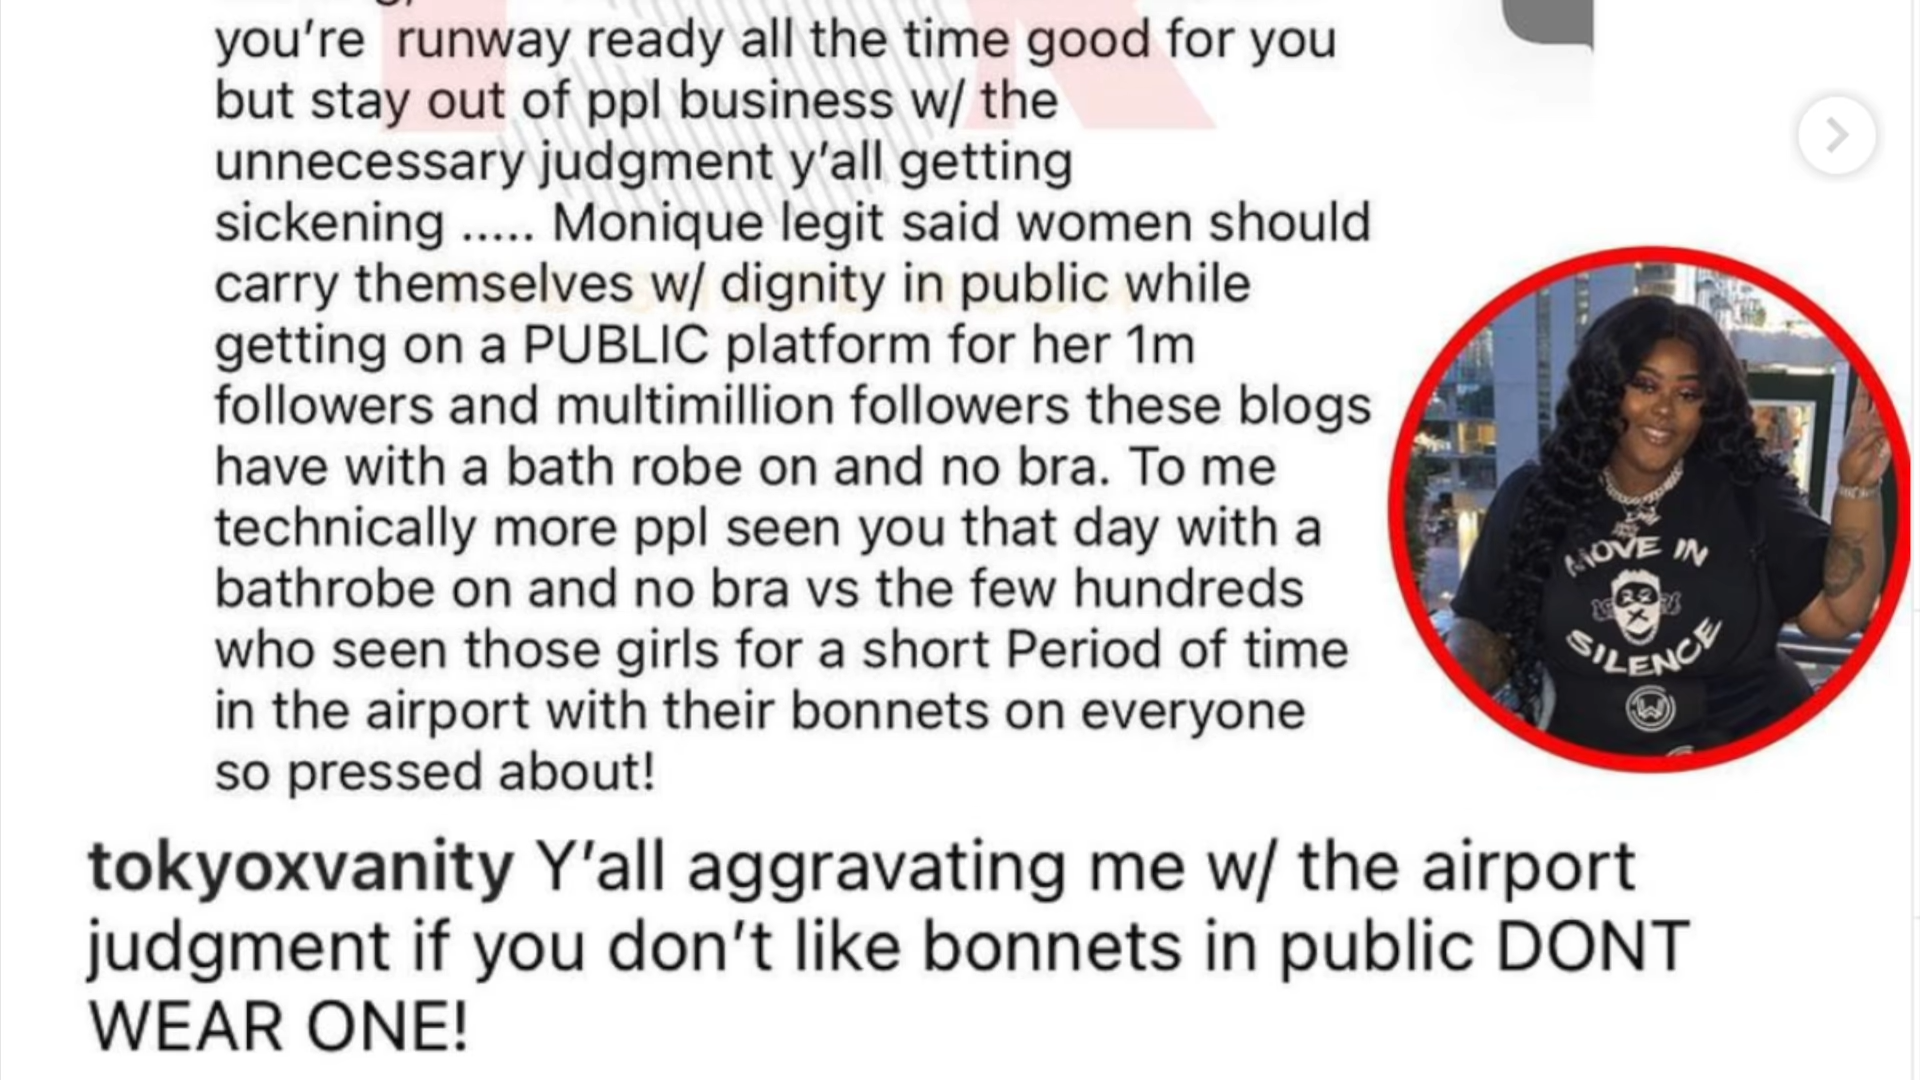 you're runway ready all the time good for you
but stay out of ppl business w/ the
unnecessary judgment y'all getting
sickening ..... Monique legit said women should
carry themselves w/ dignity in public while
getting on a PUBLIC platform for her 1m
followers and multimillion followers these blogs
have with a bath robe on and no bra. To me
technically more ppl seen you that day with a
bathrobe on and no bra vs the few hundreds
who seen those girls for a short Period of time
in the airport with their bonnets on everyone
so pressed about!
MOVE IN
SILENCE
tokyoxvanity Y'all aggravating me w/ the airport
judgment if you don't like bonnets in public DONT
WEAR ONE!